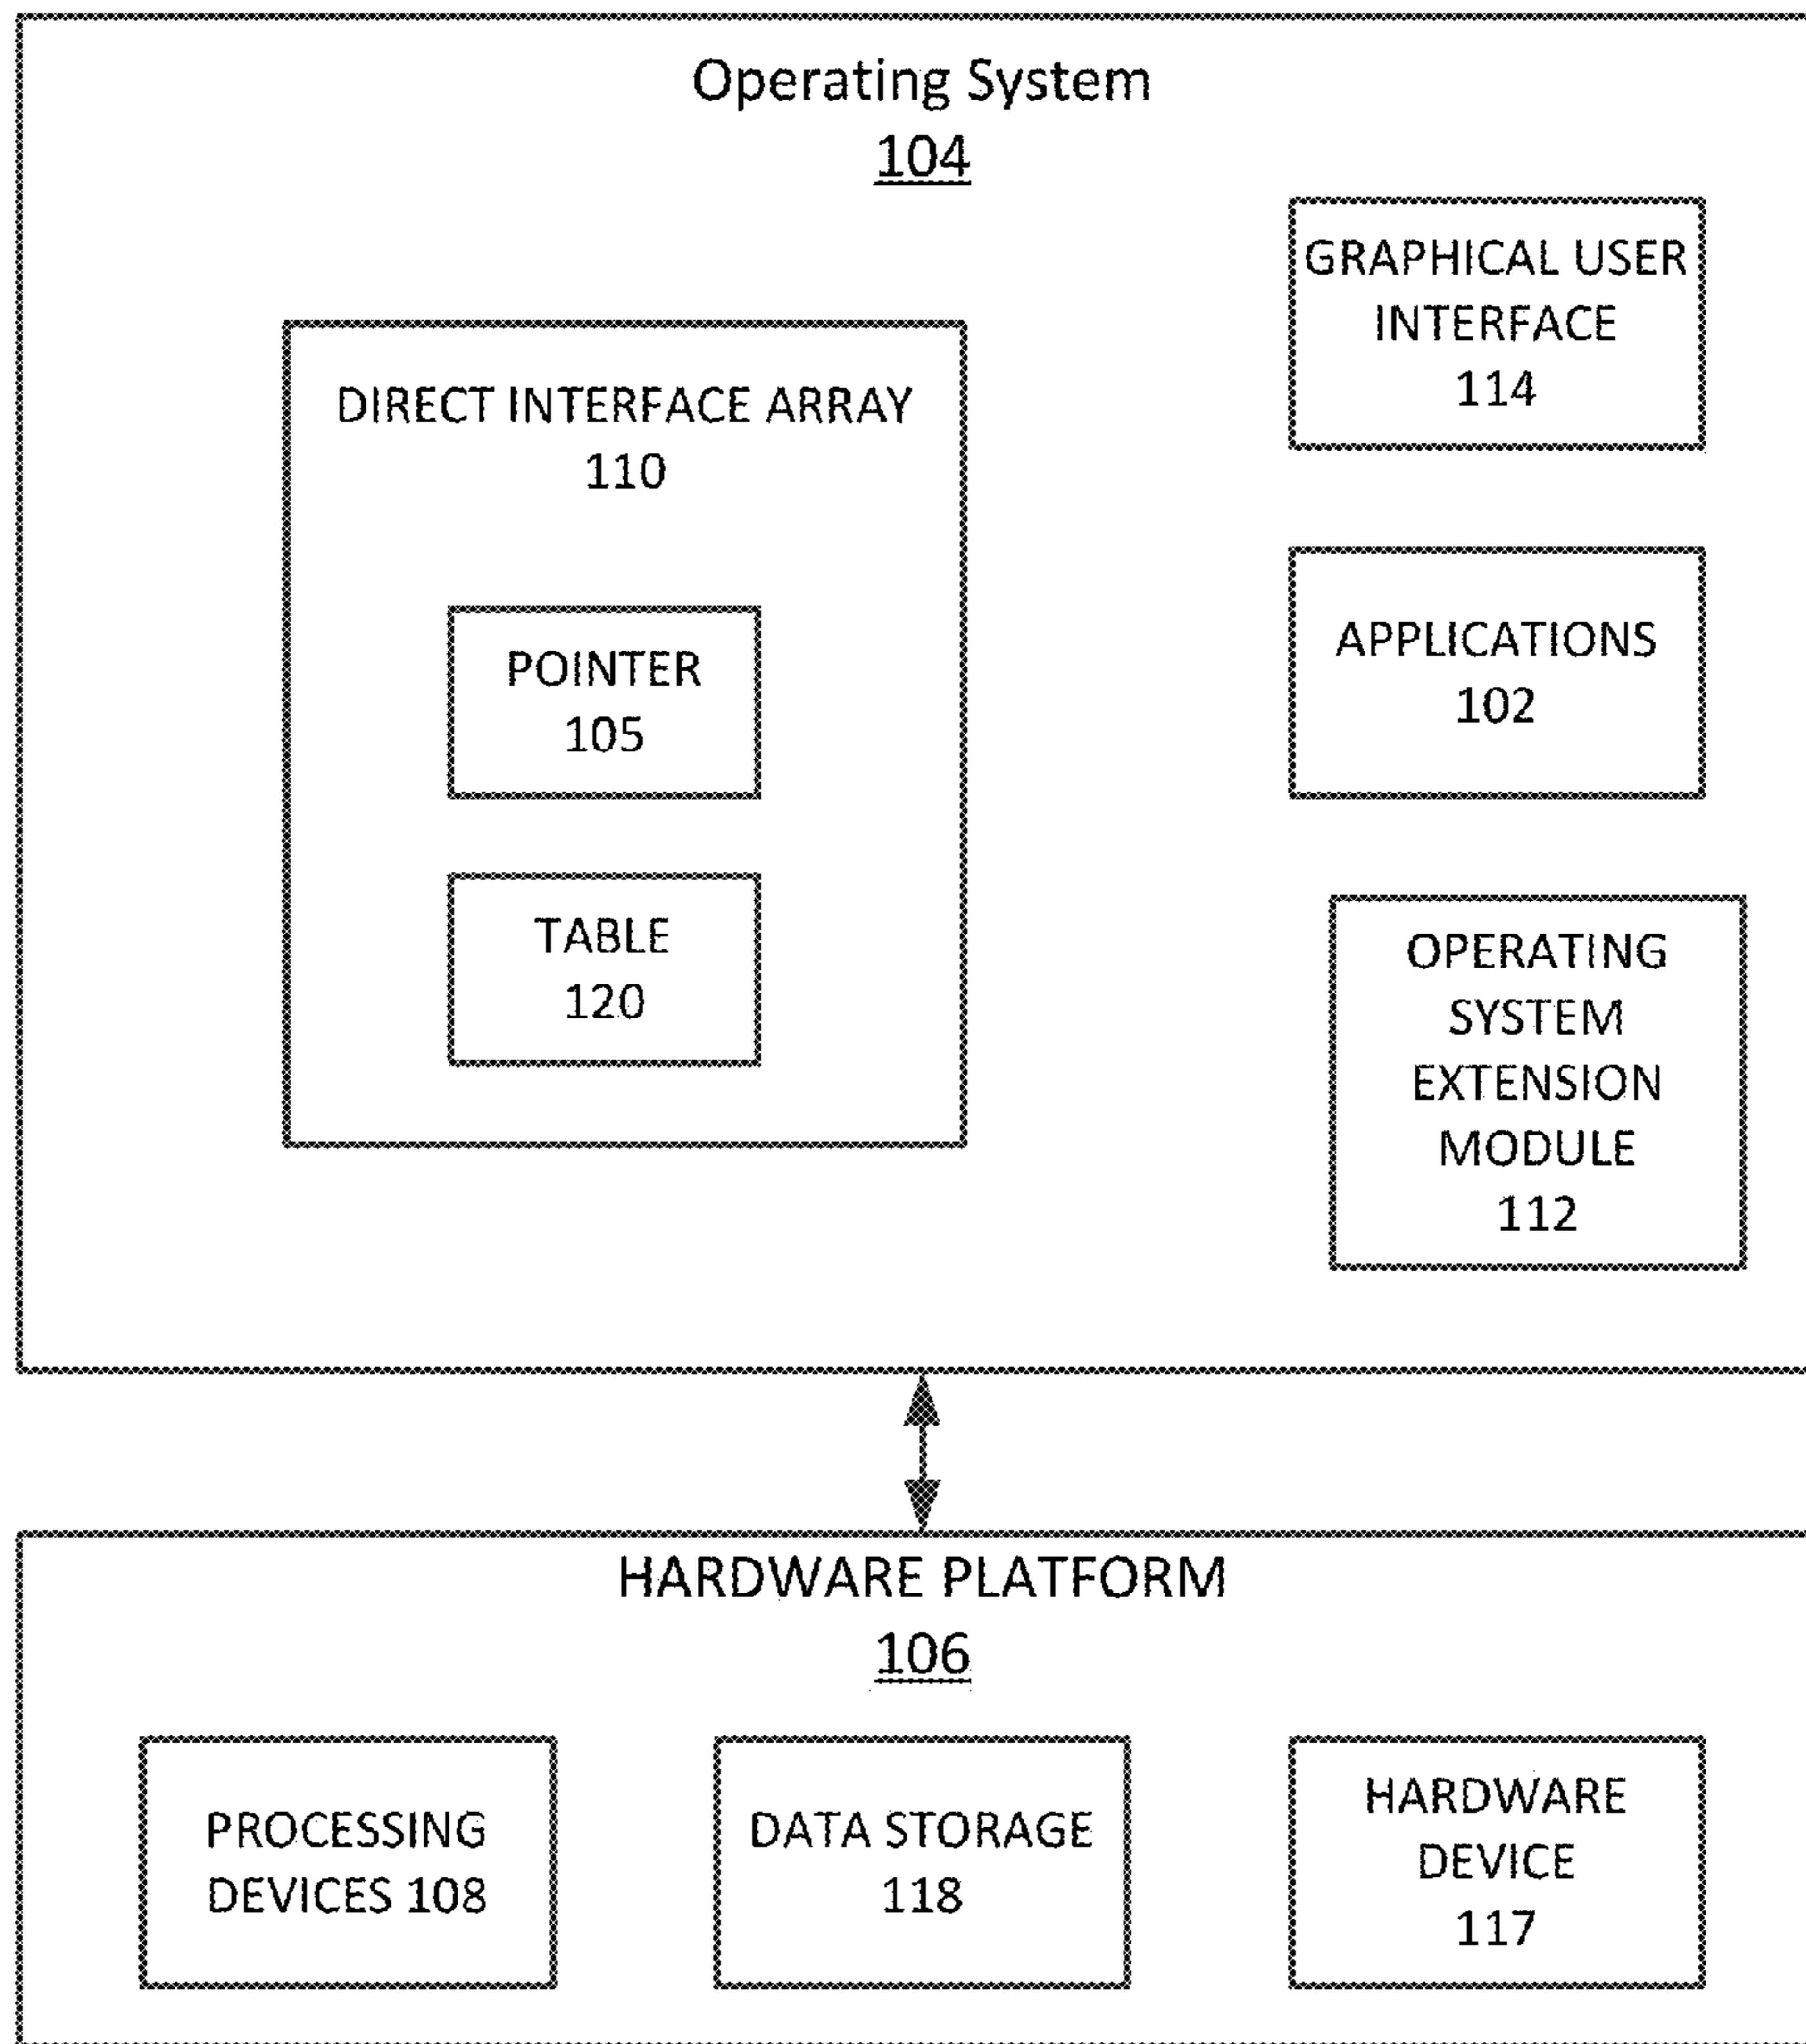 Operating System
104
GRAPHICAL USER
INTERFACE
114
DIRECT INTERFACE ARRAY
110
POINTER
105
APPLICATIONS
102
TABLE
120
OPERATING
SYSTEM
EXTENSION
MODULE
112
HARDWARE PLATFORM
106
PROCESSING
DEVICES 108
DATA STORAGE
118
HARDWARE
DEVICE
117